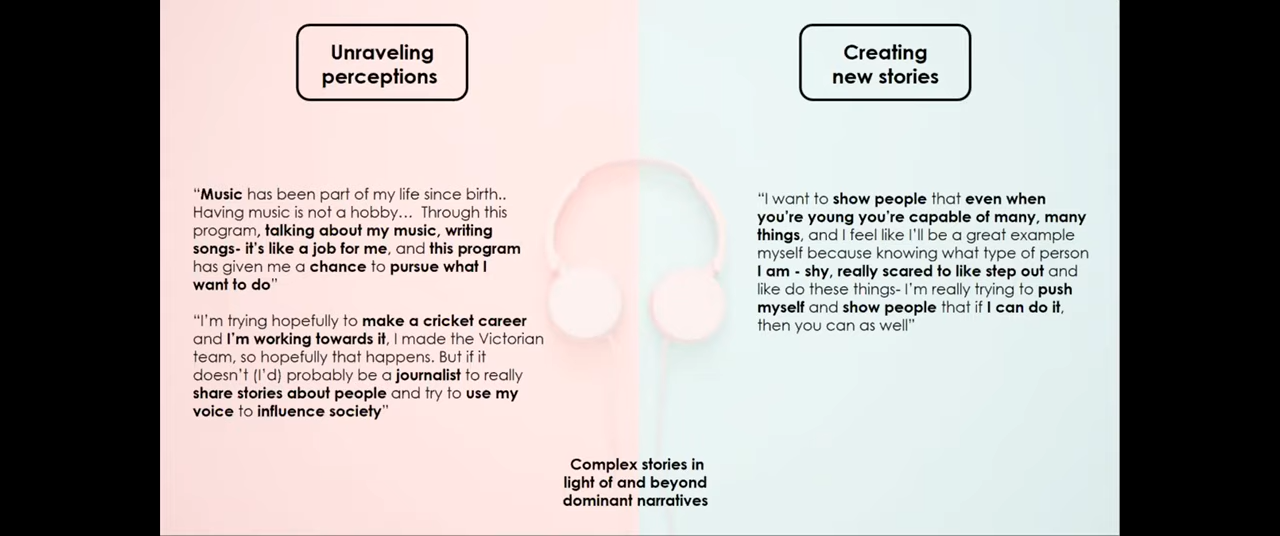 Unraveling
perceptions
“Music has been part of my life since birth..
Having music is not a hobby… Through this
program, talking about my music, writing
songs- it’s like a job for me, and this program
has given me a chance to pursue what I
want to do”
“I’m trying hopefully to make a cricket career
and I’m working towards it, I made the Victorian
team, so hopefully that happens. But if it
doesn’t (I’d) probably be a journalist to really
share stories about people and try to use my
voice to influence society”
Creating
new stories
“I want to show people that even when
you’re young you’re capable of many, many
things, and I feel like I’ll be a great example
myself because knowing what type of person
I am - shy, really scared to like step out and
like do these things- I’m really trying to push
myself and show people that if I can do it,
then you can as well”
Complex stories in
light of and beyond
dominant narratives